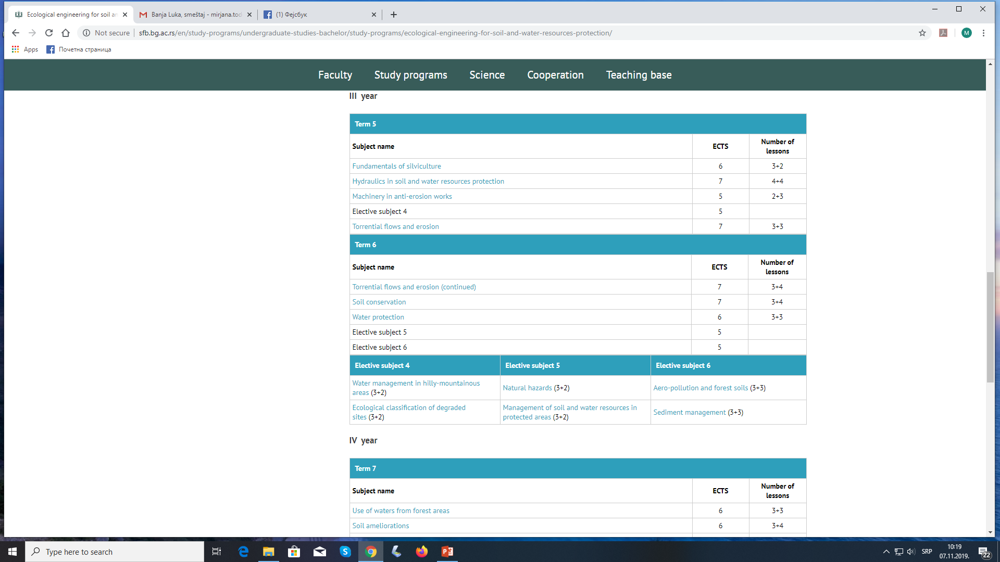 Ecological engineering for soil an
Banja Luka, smeštaj - mirjana.tod
(1) Фејсбук
Not secure
sfb.bg.ac.rs/en/study-programs/undergraduate-studies-bachelor/study-programs/ecological-engineering-for-soil-and-water-resources-protection/
M
Apps
Почетна страница
Faculty Study programs Science Cooperation Teaching base
III year
Term 5
Subject name ECTS Number of
lessons
Fundamentals of silviculture 6 3+2
Hydraulics in soil and water resources protection 7 4+4
Machinery in anti-erosion works 5 2+3
Elective subject 4 5
Torrential flows and erosion 7 3+3
Term 6
Subject name ECTS Number of
lessons
Torrential flows and erosion (continued) 7 3+4
Soil conservation 7 3+4
Water protection 6 3+3
Elective subject 5 5
Elective subject 6 5
Elective subject 4 Elective subject 5 Elective subject 6
Water management in hilly-mountainous
areas (3+2)
Natural hazards (3+2)
Aero-pollution and forest soils (3+3)
Ecological classification of degraded
sites (3+2)
Management of soil and water resources in
protected areas (3+2)
Sediment management (3+3)
IV year
Term 7
Subject name ECTS Number of
lessons
Use of waters from forest areas 6 3+3
Soil ameliorations 6 3+4
Type here to search
SRP
10:19
07.11.2019.
22